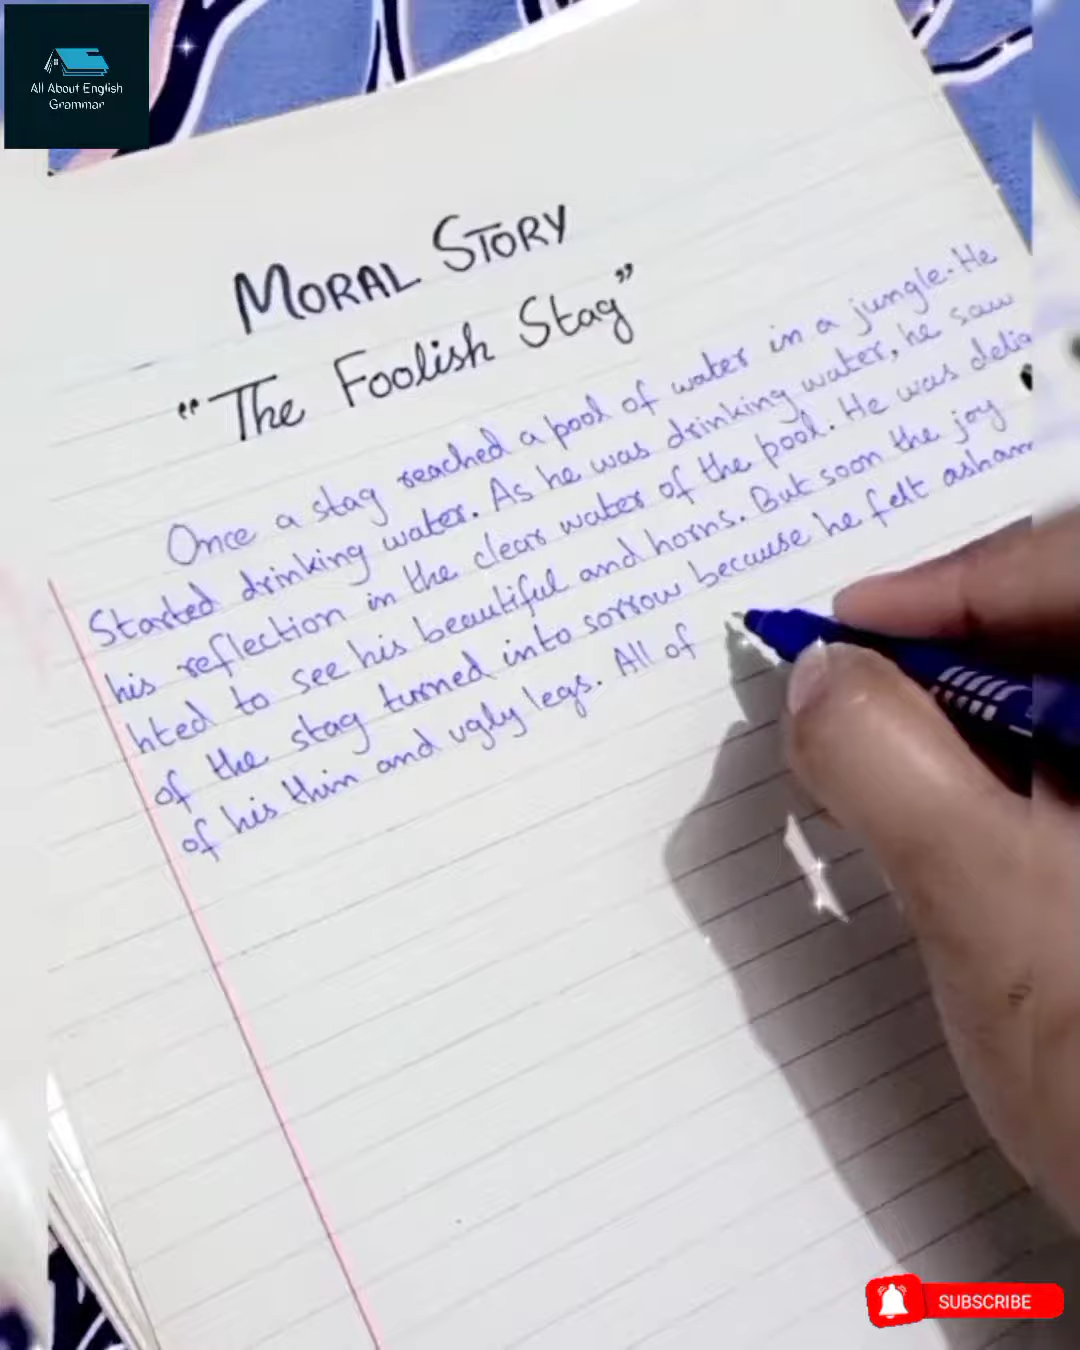 All About English
Grammar
MORAL STORY
"The Foolish Stag"
Once a stag reached a pool of water in a jungle. He
Started drinking water. As he was drinking water, he saw
his reflection in the clear water of the pool. He was delig
hted to see his beautiful and horns. But soon the joy
of the stag turned into sorrow because he felt asham
of his thin and ugly legs. All of
SUBSCRIBE